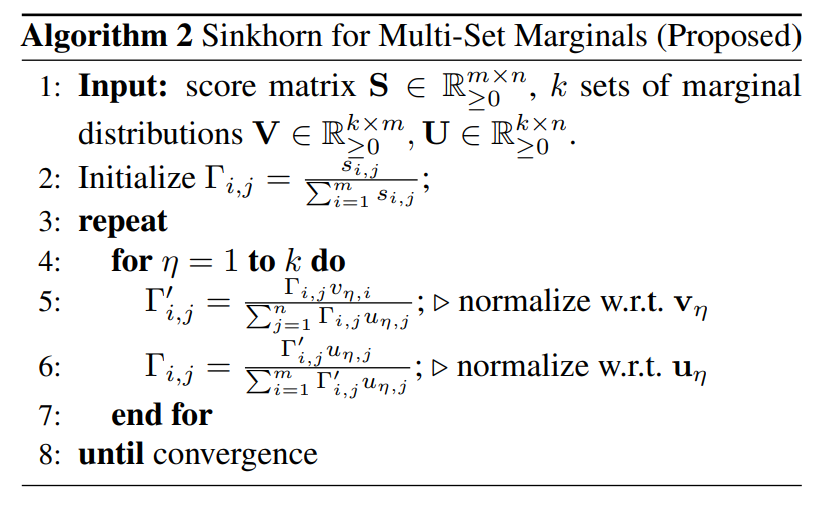 Algorithm 2 Sinkhorn for Multi-Set Marginals (Proposed)
1: Input: score matrix $\mathbf{S} \in \mathbb{R}_{\geq 0}^{m \times n}$, $k$ sets of marginal
distributions $\mathbf{V} \in \mathbb{R}_{\geq 0}^{k \times m}, \mathbf{U} \in \mathbb{R}_{\geq 0}^{k \times n}$.
2: Initialize $\Gamma_{i,j} = \frac{s_{i,j}}{\sum_{i=1}^{m} s_{i,j}}$;
3: repeat
4: for $\eta = 1$ to $k$ do
5: $\Gamma'_{i,j} = \frac{\Gamma_{i,j} v_{\eta,i}}{\sum_{j=1}^{n} \Gamma_{i,j} u_{\eta,j}}$; ▷ normalize w.r.t. $\mathbf{v}_\eta$
6: $\Gamma_{i,j} = \frac{\Gamma'_{i,j} u_{\eta,j}}{\sum_{i=1}^{m} \Gamma'_{i,j} u_{\eta,j}}$; ▷ normalize w.r.t. $\mathbf{u}_\eta$
7: end for
8: until convergence